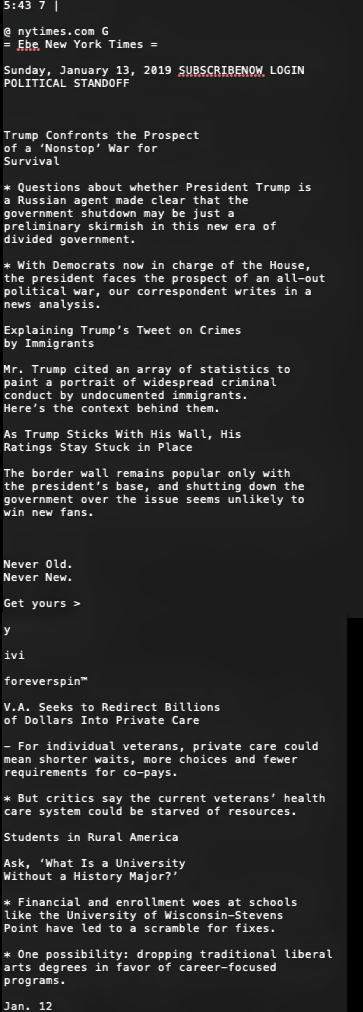 5:43 7 |
@ nytimes.com G
= Ebe New York Times =
Sunday, January 13, 2019 SUBSCRIBENOW LOGIN
POLITICAL STANDOFF
Trump Confronts the Prospect
of a ‘Nonstop’ War for
Survival
* Questions about whether President Trump is
a Russian agent made clear that the
government shutdown may be just a
preliminary skirmish in this new era of
divided government.
* With Democrats now in charge of the House,
the president faces the prospect of an all–out
political war, our correspondent writes in a
news analysis.
Explaining Trump’s Tweet on Crimes
by Immigrants
Mr. Trump cited an array of statistics to
paint a portrait of widespread criminal
conduct by undocumented immigrants.
Here’s the context behind them.
As Trump Sticks With His Wall, His
Ratings Stay Stuck in Place
The border wall remains popular only with
the president’s base, and shutting down the
government over the issue seems unlikely to
win new fans.
Never Old.
Never New.
Get yours >
y
ivi
foreverspin™
V.A. Seeks to Redirect Billions
of Dollars Into Private Care
– For individual veterans, private care could
mean shorter waits, more choices and fewer
requirements for co–pays.
* But critics say the current veterans’ health
care system could be starved of resources.
Students in Rural America
Ask, ‘What Is a University
Without a History Major?’
* Financial and enrollment woes at schools
like the University of Wisconsin–Stevens
Point have led to a scramble for fixes.
* One possibility: dropping traditional liberal
arts degrees in favor of career–focused
programs.
Jan. 12